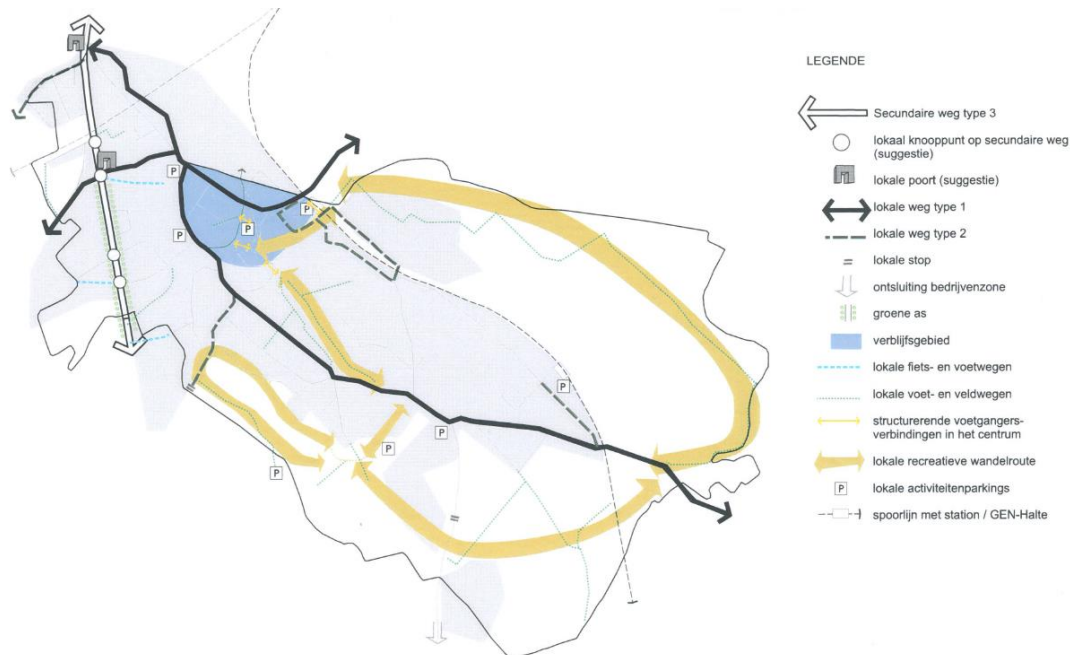 LEGENDE
Secundaire weg type 3
lokaal knooppunt op secundaire weg
(suggestie)
lokale poort (suggestie)
lokale weg type 1
lokale weg type 2
lokale stop
ontsluiting bedrijvenzone
groene as
verblijfsgebied
lokale fiets- en voetwegen
lokale voet- en veldwegen
structurerende voetgangers-
verbindingen in het centrum
lokale recreatieve wandelroute
P lokale activiteitenparkings
spoorlijn met station / GEN-Halte
P
P
P
P
P
P
P
P